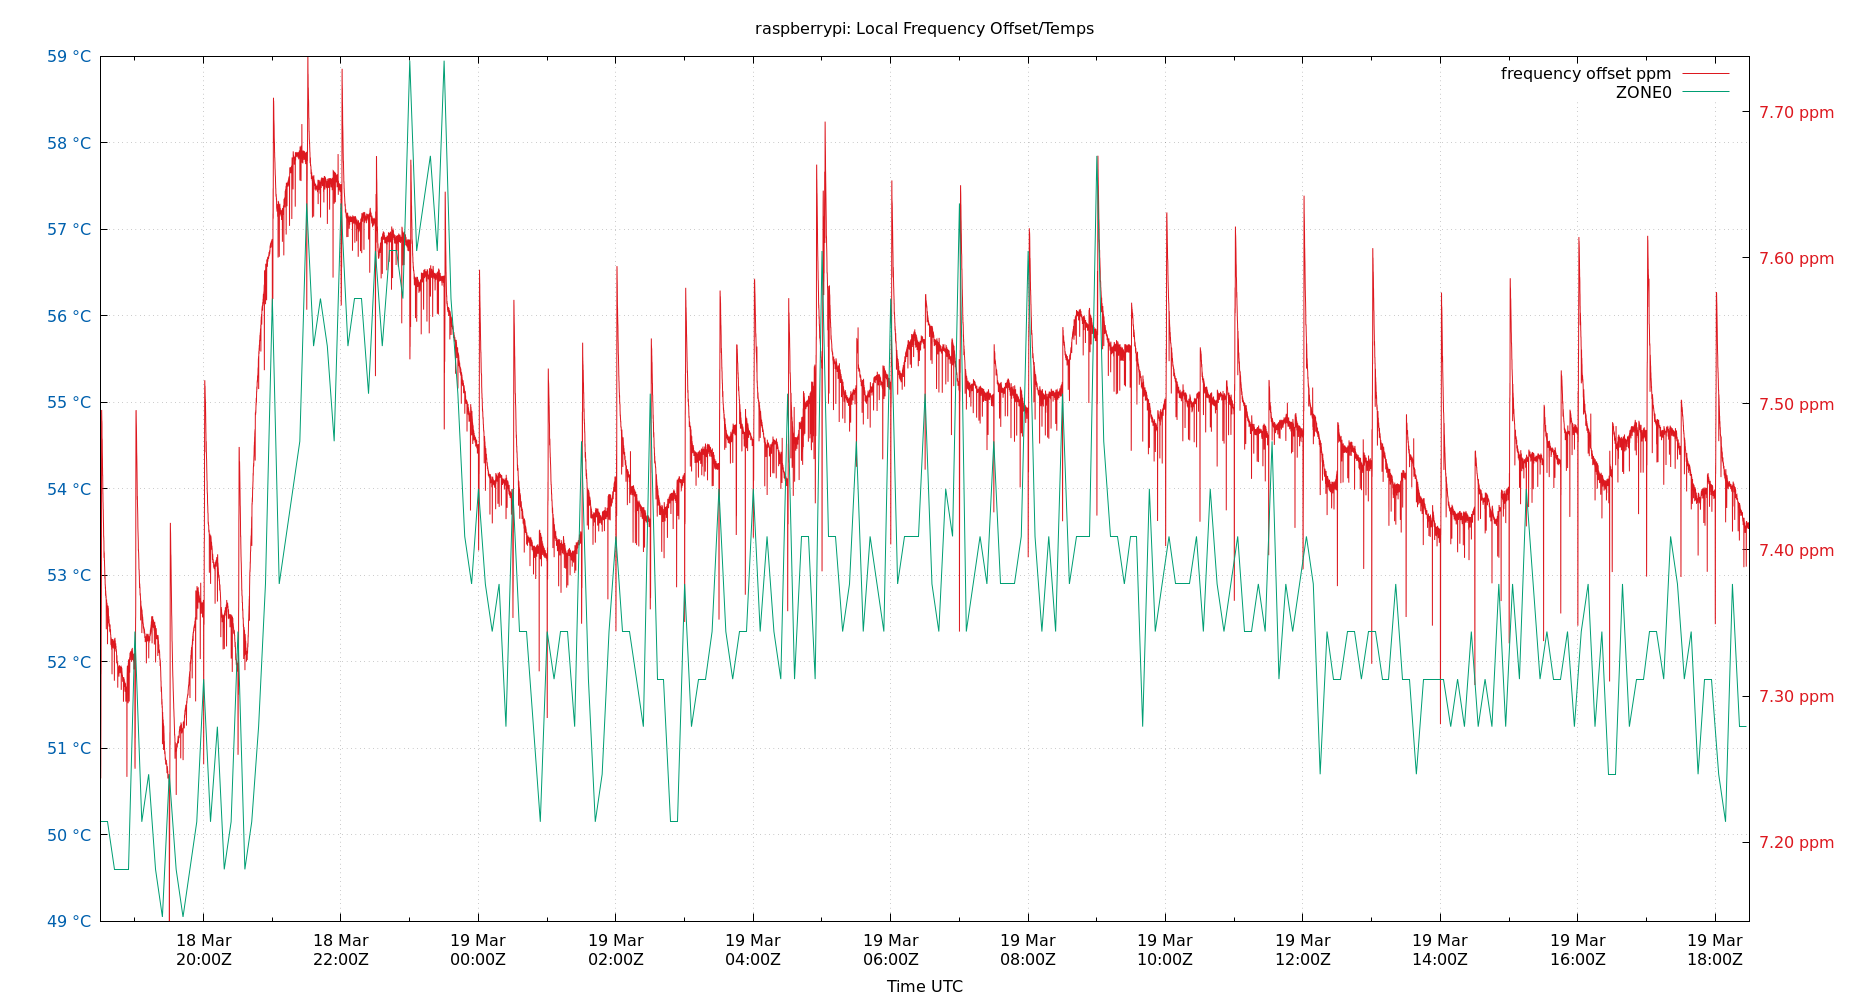 raspberrypi: Local Frequency Offset/Temps
59 °C
58 °C
57 °C
56 °C
55 °C
54 °C
53 °C
52 °C
51 °C
50 °C
49 °C
frequency offset ppm
ZONE0
7.70 ppm
7.60 ppm
7.50 ppm
7.40 ppm
7.30 ppm
7.20 ppm
18 Mar
20:00Z
18 Mar
22:00Z
19 Mar
00:00Z
19 Mar
02:00Z
19 Mar
04:00Z
19 Mar
06:00Z
19 Mar
08:00Z
19 Mar
10:00Z
19 Mar
12:00Z
19 Mar
14:00Z
19 Mar
16:00Z
19 Mar
18:00Z
Time UTC